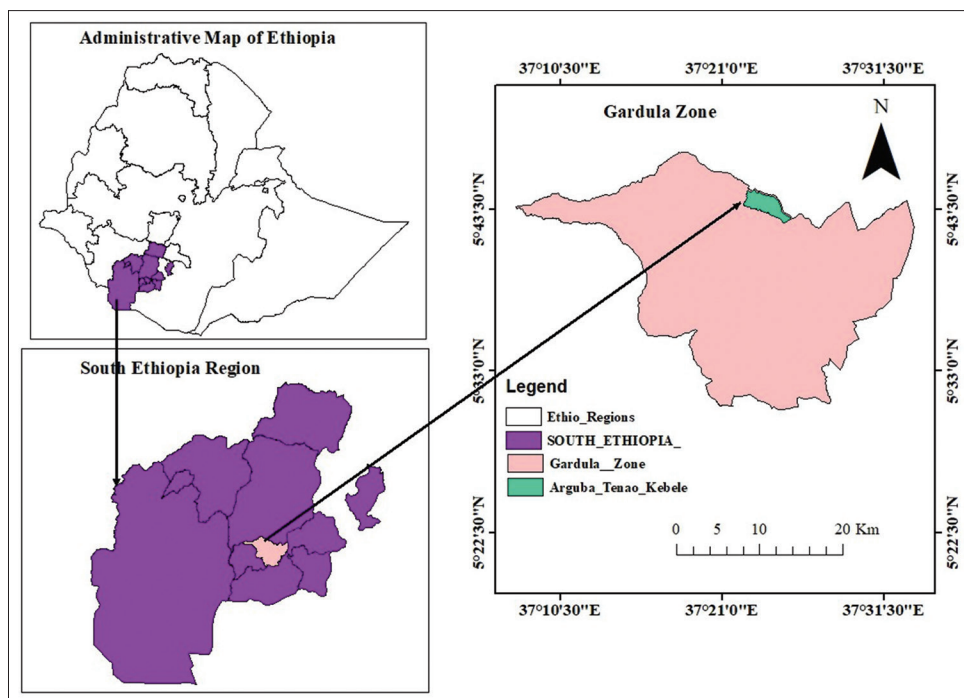 Administrative Map of Ethiopia
South Ethiopia Region
37°10'30"E 37°21'0"E 37°31'30"E
Gardula Zone
N
5°43'30"N 5°43'30"N
5°33'0"N 5°33'0"N
5°22'30"N 5°22'30"N
Legend
Ethio_Regions
SOUTH_ETHIOPIA_
Gardula__Zone
Arguba_Tenao_Kebele
0 5 10 20 Km
37°10'30"E 37°21'0"E 37°31'30"E